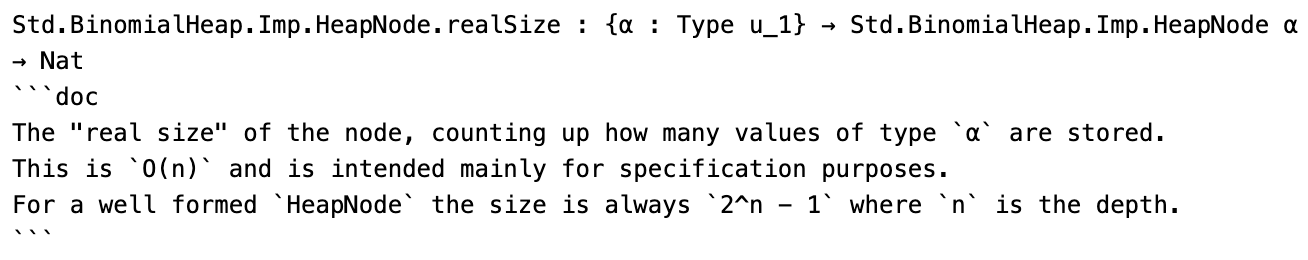 Std.BinomialHeap.Imp.HeapNode.realSize : {α : Type u_1} → Std.BinomialHeap.Imp.HeapNode α
→ Nat
```doc
The "real size" of the node, counting up how many values of type `α` are stored.
This is `O(n)` and is intended mainly for specification purposes.
For a well formed `HeapNode` the size is always `2^n - 1` where `n` is the depth.
```